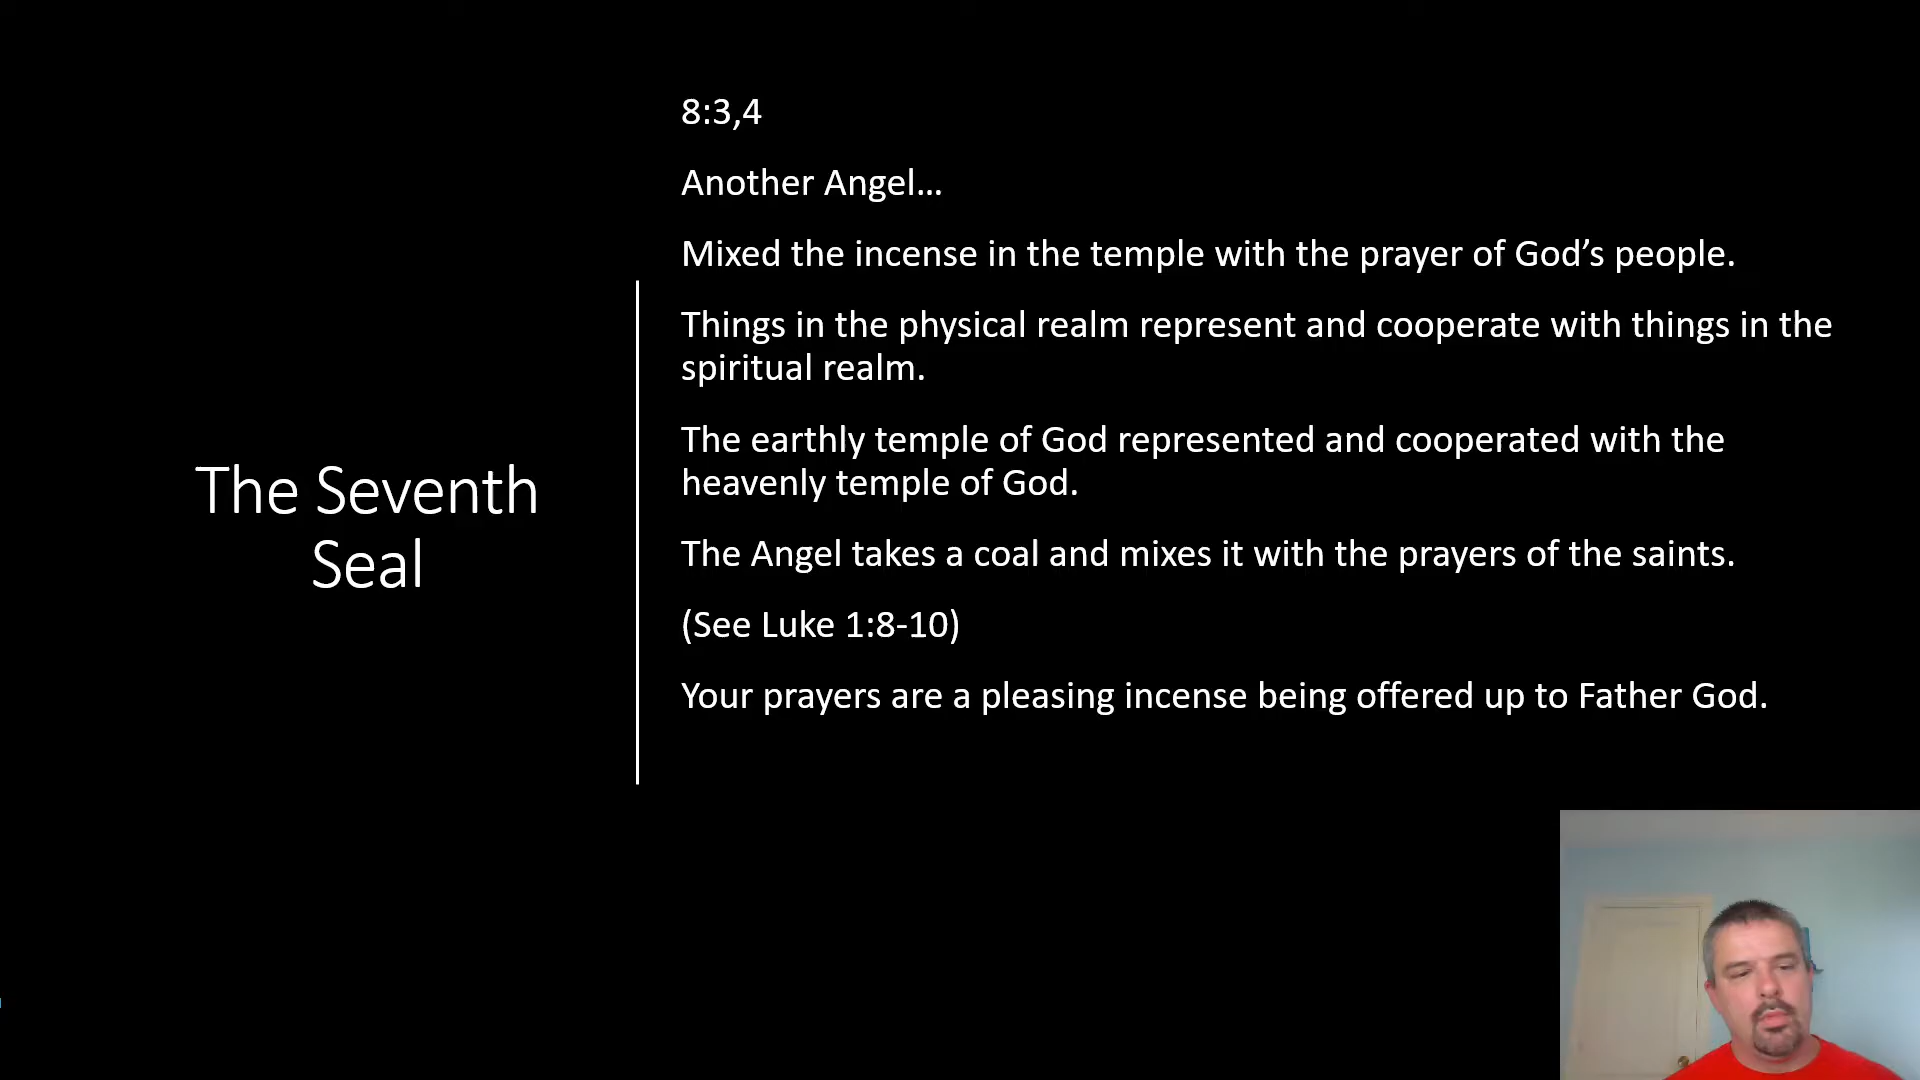 The Seventh
Seal
8:3,4
Another Angel…
Mixed the incense in the temple with the prayer of God’s people.
Things in the physical realm represent and cooperate with things in the
spiritual realm.
The earthly temple of God represented and cooperated with the
heavenly temple of God.
The Angel takes a coal and mixes it with the prayers of the saints.
(See Luke 1:8-10)
Your prayers are a pleasing incense being offered up to Father God.